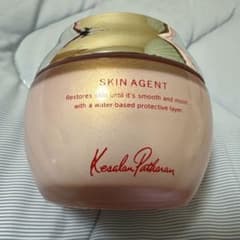 SKIN AGENT
Restores skin until it's smooth and moist
with a water-based protective layer.
Kesalan Patharan